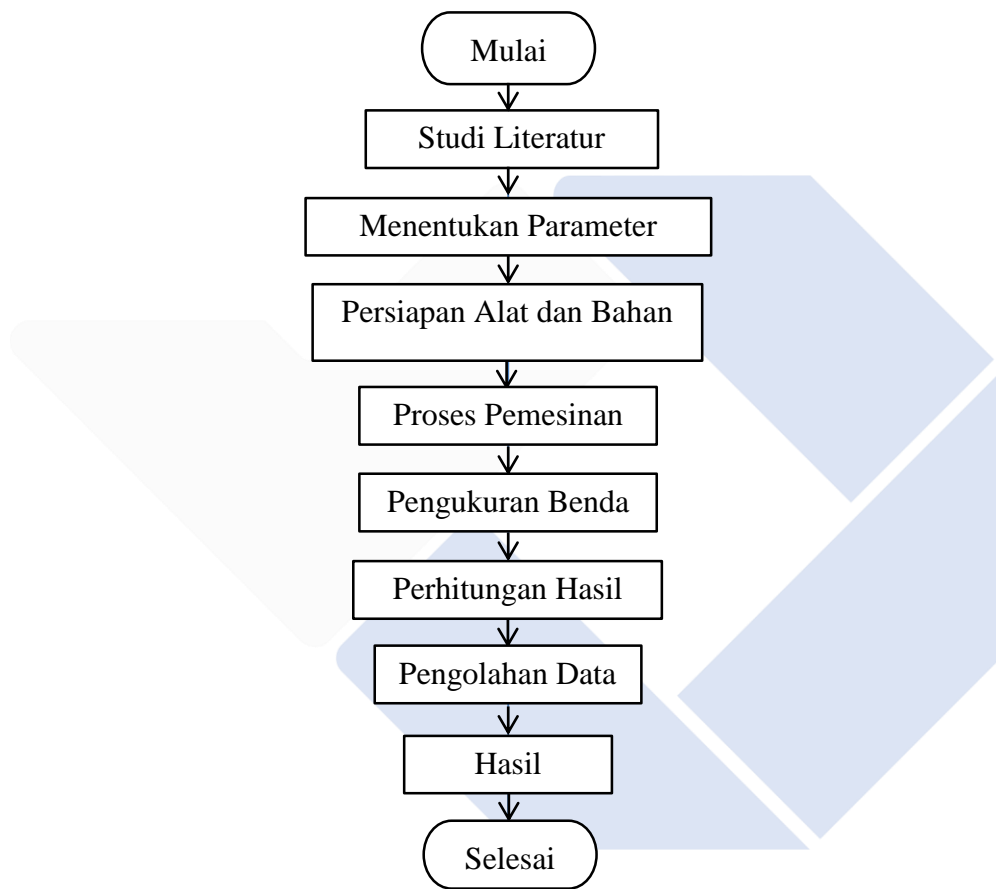 Mulai
Studi Literatur
Menentukan Parameter
Persiapan Alat dan Bahan
Proses Pemesinan
Pengukuran Benda
Perhitungan Hasil
Pengolahan Data
Hasil
Selesai